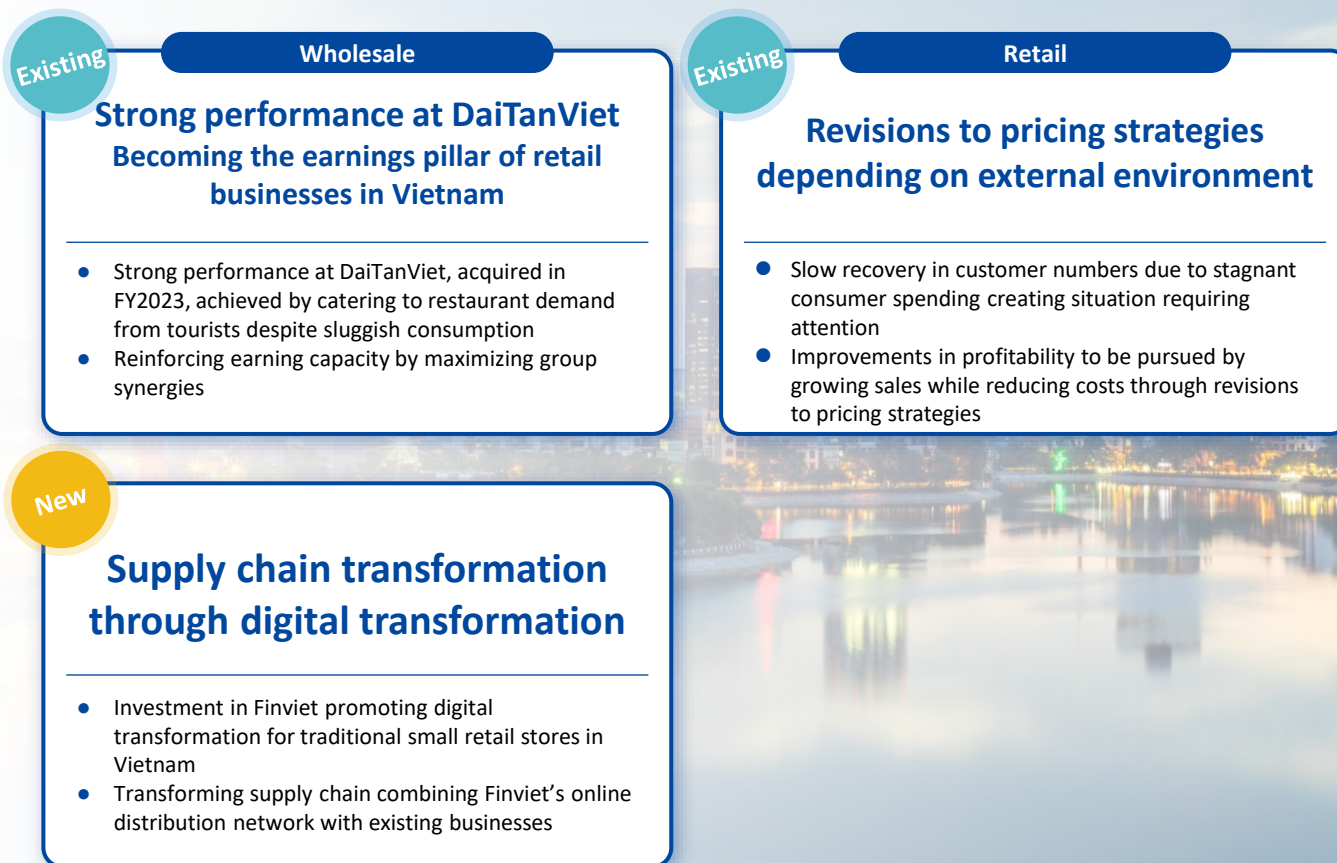 Existing
Wholesale
Strong performance at DaiTanViet
Becoming the earnings pillar of retail
businesses in Vietnam
● Strong performance at DaiTanViet, acquired in
FY2023, achieved by catering to restaurant demand
from tourists despite sluggish consumption
● Reinforcing earning capacity by maximizing group
synergies
Existing
Retail
Revisions to pricing strategies
depending on external environment
● Slow recovery in customer numbers due to stagnant
consumer spending creating situation requiring
attention
● Improvements in profitability to be pursued by
growing sales while reducing costs through revisions
to pricing strategies
New
Supply chain transformation
through digital transformation
● Investment in Finviet promoting digital
transformation for traditional small retail stores in
Vietnam
● Transforming supply chain combining Finviet's online
distribution network with existing businesses